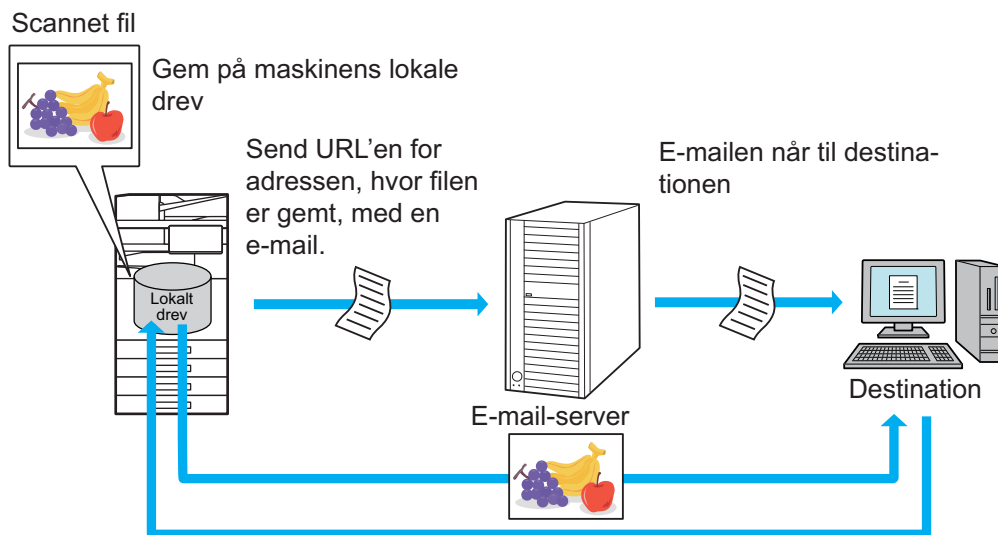 Scannet fil
Gem på maskinens lokale
drev
Send URL'en for
adressen, hvor filen
er gemt, med en
e-mail.
E-mailen når til destina-
tionen
Lokalt
drev
E-mail-server
Destination